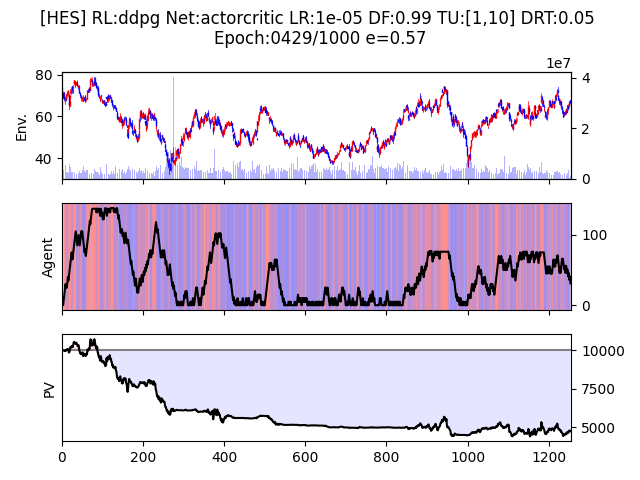 [HES] RL:ddpg Net:actorcritic LR:1e-05 DF:0.99 TU:[1,10] DRT:0.05
Epoch:0429/1000 e=0.57
1e7
80
60
40
Env.
4
2
0
Agent
100
0
PV
10000
7500
5000
0 200 400 600 800 1000 1200